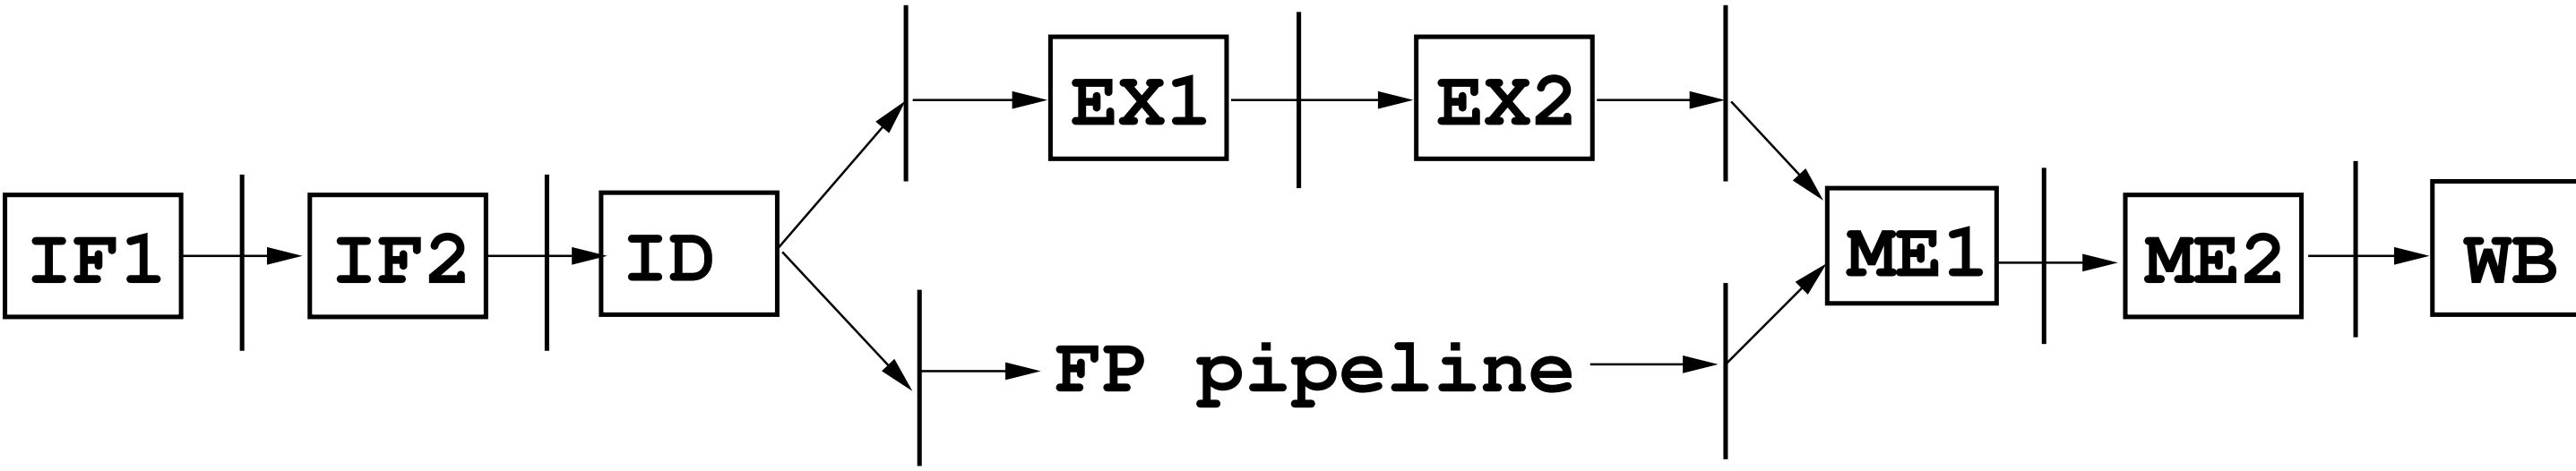 IF1
IF2
ID
EX1
EX2
FP pipeline
ME1
ME2
WB